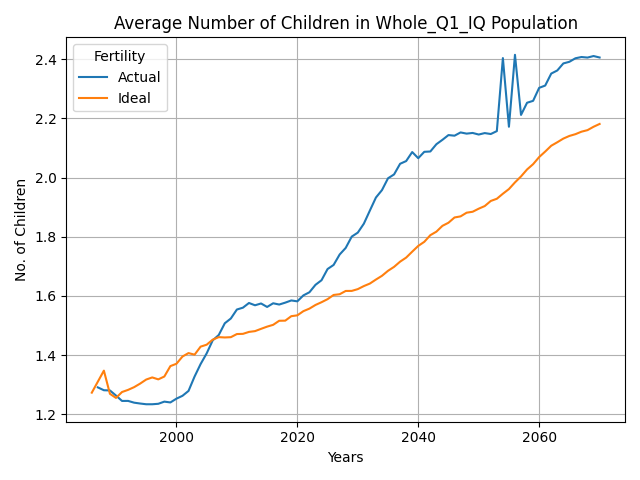 Average Number of Children in Whole_Q1_IQ Population
Fertility
Actual
Ideal
No. of Children
2.4
2.2
2.0
1.8
1.6
1.4
1.2
2000
2020
2040
2060
Years